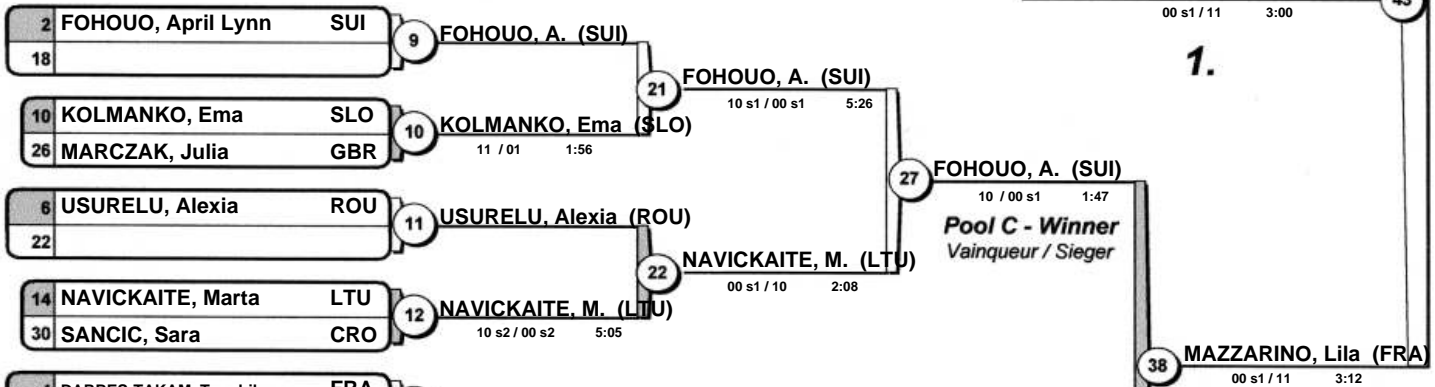 00 s1 / 11 3:00
1.
2 FOHOUO, April Lynn SUI
18
9
FOHOUO, A. (SUI)
21
FOHOUO, A. (SUI)
10 s1 / 00 s1 5:26
10 KOLMANKO, Ema SLO
26 MARCZAK, Julia GBR
10
KOLMANKO, Ema (SLO)
11 / 01 1:56
27
FOHOUO, A. (SUI)
10 / 00 s1 1:47
Pool C - Winner
Vainqueur / Sieger
6 USURELU, Alexia ROU
22
11
USURELU, Alexia (ROU)
22
NAVICKAITE, M. (LTU)
00 s1 / 10 2:08
14 NAVICKAITE, Marta LTU
30 SANCIC, Sara CRO
12
NAVICKAITE, M. (LTU)
10 s2 / 00 s2 5:05
38
MAZZARINO, Lila (FRA)
00 s1 / 11 3:12
FRA